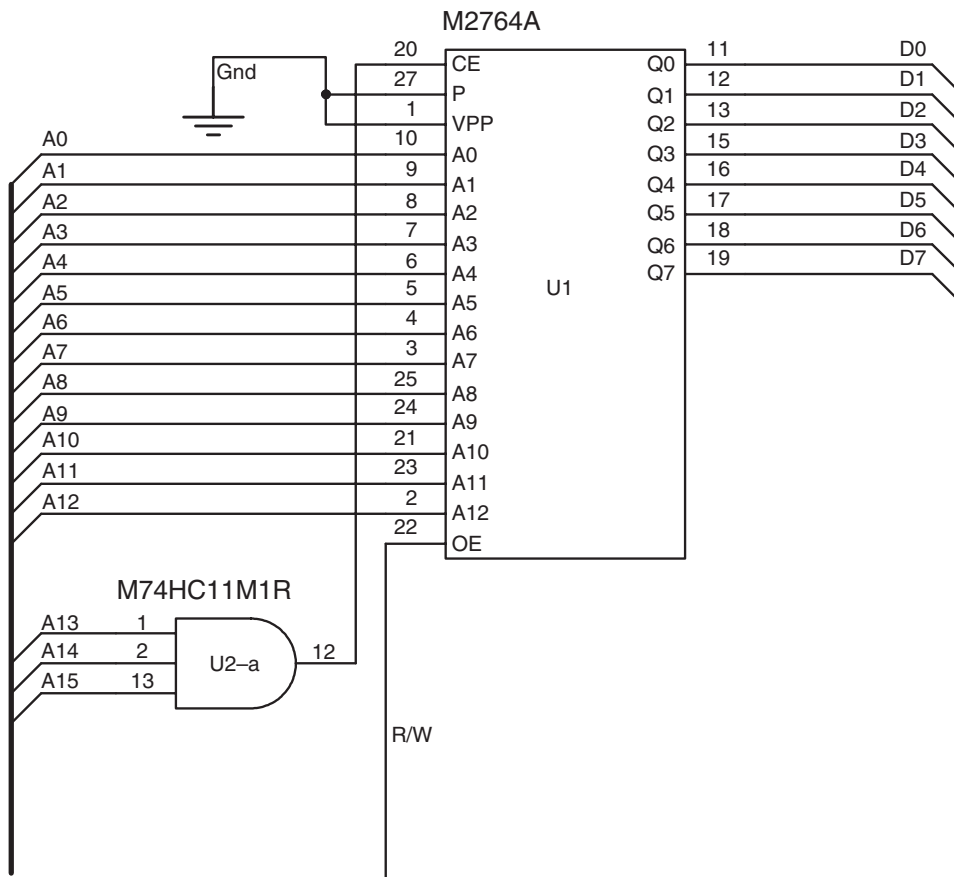 M2764A
20 CE Q0 11 D0
Gnd
27 P Q1 12 D1
1 VPP Q2 13 D2
A0 10 A0 Q3 15 D3
A1 9 A1 Q4 16 D4
A2 8 A2 Q5 17 D5
A3 7 A3 Q6 18 D6
A4 6 A4 Q7 19 D7
U1
A5 5 A5
A6 4 A6
A7 3 A7
A8 25 A8
A9 24 A9
A10 21 A10
A11 23 A11
A12 2 A12
22 OE
M74HC11M1R
A13 1
A14 2 U2–a 12
A15 13
R/W